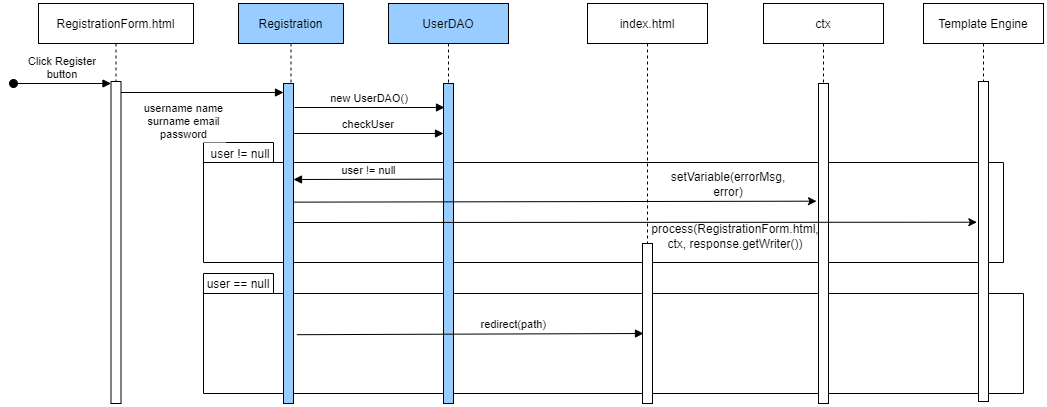 RegistrationForm.html
Registration
UserDAO
index.html
ctx
Template Engine
Click Register
button
new UserDAO()
username name
surname email
password
checkUser
user != null
user != null
setVariable(errorMsg,
error)
process(RegistrationForm.html,
ctx, response.getWriter())
user == null
redirect(path)